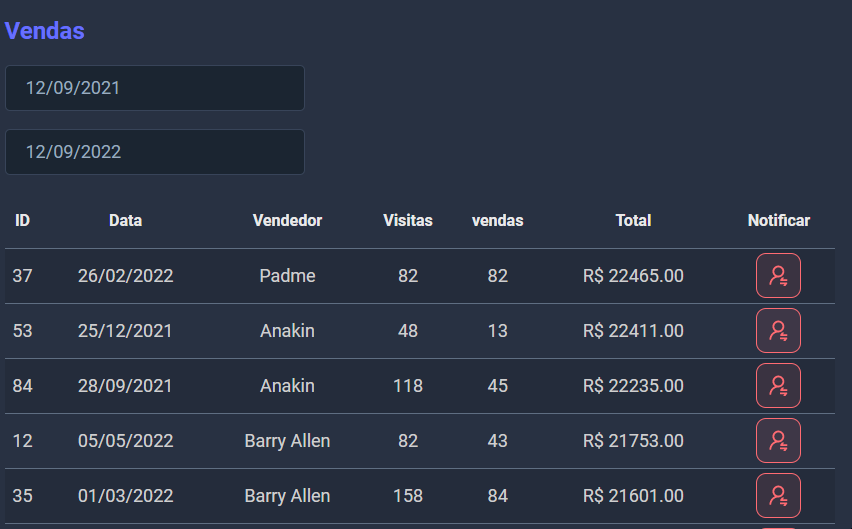 Vendas
12/09/2021
12/09/2022
ID Data Vendedor Visitas vendas Total Notificar
37 26/02/2022 Padme 82 82 R$ 22465.00
53 25/12/2021 Anakin 48 13 R$ 22411.00
84 28/09/2021 Anakin 118 45 R$ 22235.00
12 05/05/2022 Barry Allen 82 43 R$ 21753.00
35 01/03/2022 Barry Allen 158 84 R$ 21601.00